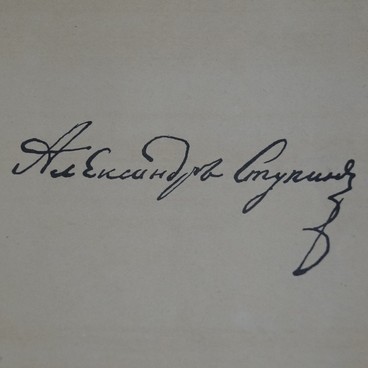 Александръ Ступинъ